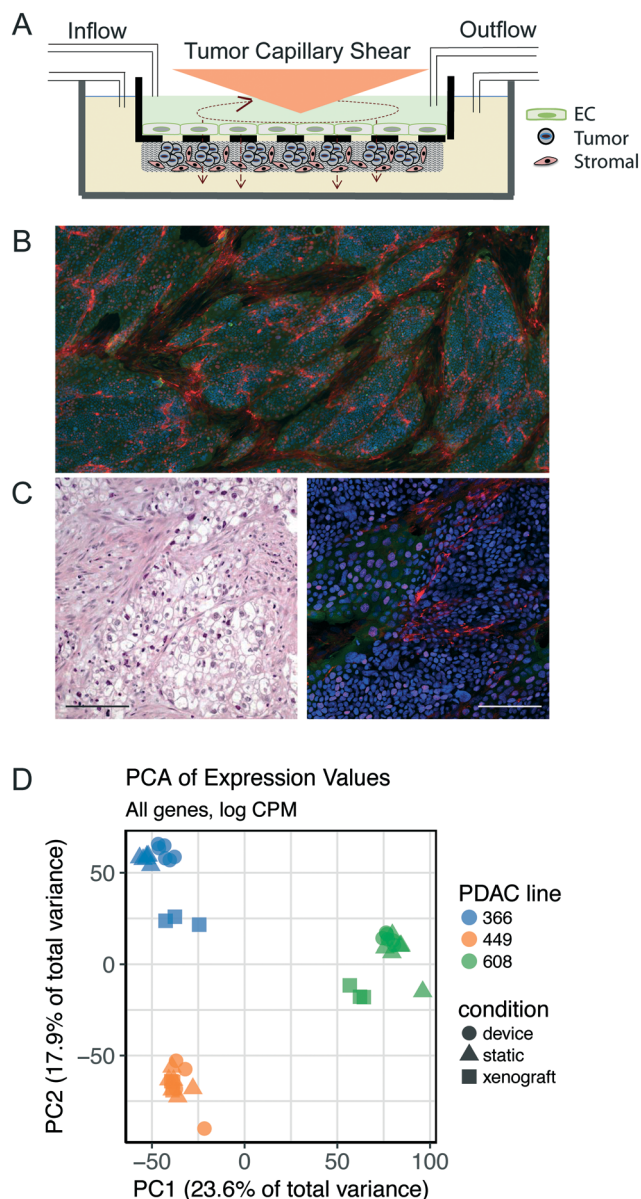 A
Inflow
Tumor Capillary Shear
Outflow
EC
Tumor
Stromal
B
C
D
PCA of Expression Values
All genes, log CPM
PC2 (17.9% of total variance)
50
0
−50
−50
0
50
100
PC1 (23.6% of total variance)
PDAC line
366
449
608
condition
device
static
xenograft